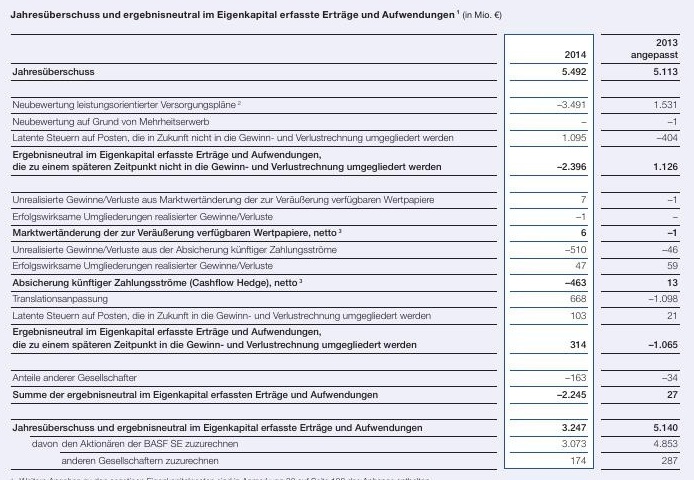 Jahresüberschuss und ergebnisneutral im Eigenkapital erfasste Erträge und Aufwendungen ¹ (in Mio. €)
2014 2013 angepasst
Jahresüberschuss 5.492 5.113
Neubewertung leistungsorientierter Versorgungspläne ² –3.491 1.531
Neubewertung auf Grund von Mehrheitserwerb – –1
Latente Steuern auf Posten, die in Zukunft nicht in die Gewinn- und Verlustrechnung umgegliedert werden 1.095 –404
Ergebnisneutral im Eigenkapital erfasste Erträge und Aufwendungen,
die zu einem späteren Zeitpunkt nicht in die Gewinn- und Verlustrechnung umgegliedert werden –2.396 1.126
Unrealisierte Gewinne/Verluste aus Marktwertänderung der zur Veräußerung verfügbaren Wertpapiere 7 –1
Erfolgswirksame Umgliederungen realisierter Gewinne/Verluste –1 –
Marktwertänderung der zur Veräußerung verfügbaren Wertpapiere, netto ³ 6 –1
Unrealisierte Gewinne/Verluste aus der Absicherung künftiger Zahlungsströme –510 –46
Erfolgswirksame Umgliederungen realisierter Gewinne/Verluste 47 59
Absicherung künftiger Zahlungsströme (Cashflow Hedge), netto ³ –463 13
Translationsanpassung 668 –1.098
Latente Steuern auf Posten, die in Zukunft in die Gewinn- und Verlustrechnung umgegliedert werden 103 21
Ergebnisneutral im Eigenkapital erfasste Erträge und Aufwendungen,
die zu einem späteren Zeitpunkt in die Gewinn- und Verlustrechnung umgegliedert werden 314 –1.065
Anteile anderer Gesellschafter –163 –34
Summe der ergebnisneutral im Eigenkapital erfassten Erträge und Aufwendungen –2.245 27
Jahresüberschuss und ergebnisneutral im Eigenkapital erfasste Erträge und Aufwendungen 3.247 5.140
davon den Aktionären der BASF SE zuzurechnen 3.073 4.853
anderen Gesellschaftern zuzurechnen 174 287